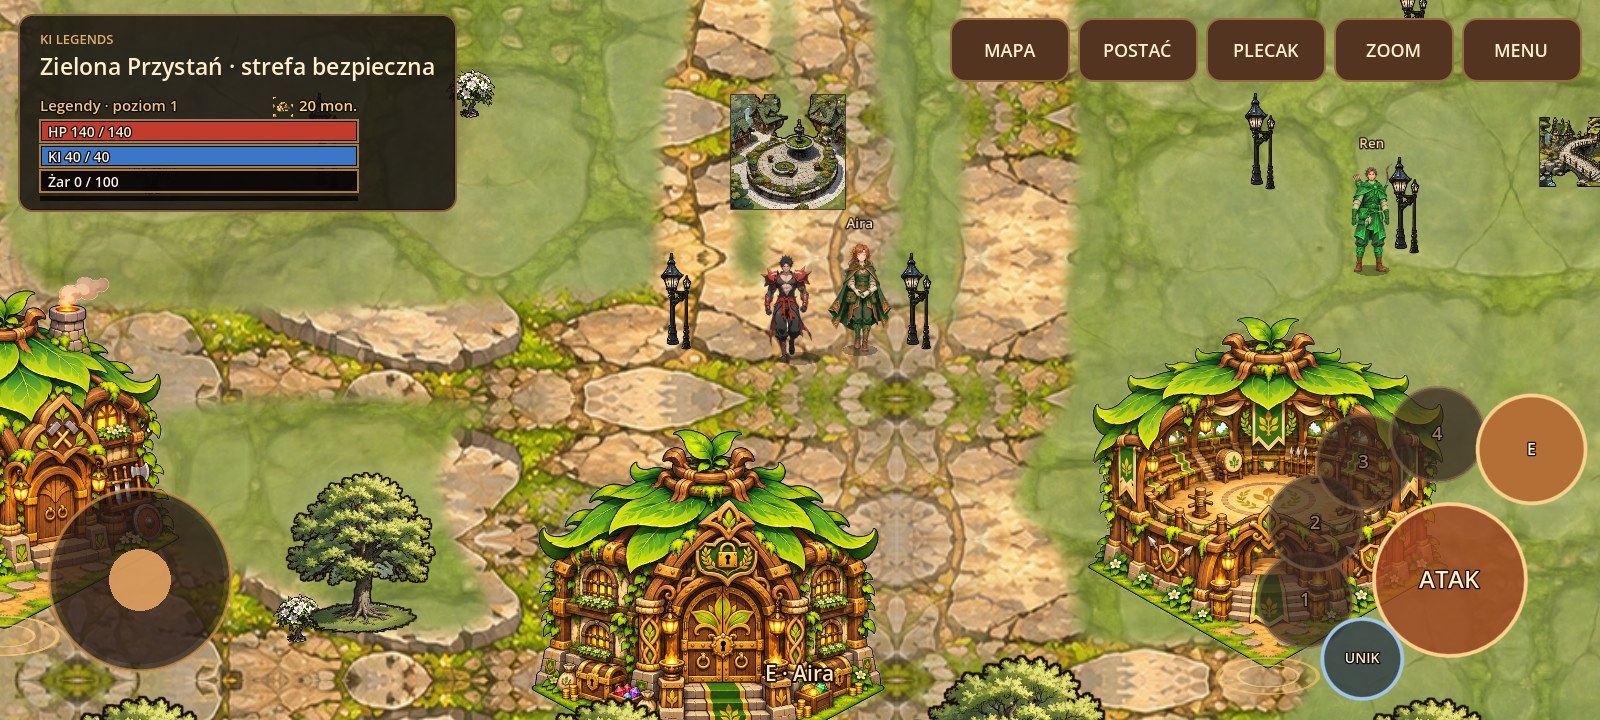 KI LEGENDS
Zielona Przystań · strefa bezpieczna
Legendy · poziom 1
20 mon.
HP 140 / 140
KI 40 / 40
Żar 0 / 100
MAPA
POSTAĆ
PLECAK
ZOOM
MENU
Ren
Aira
4
E
3
2
ATAK
1
UNIK
E · Aira